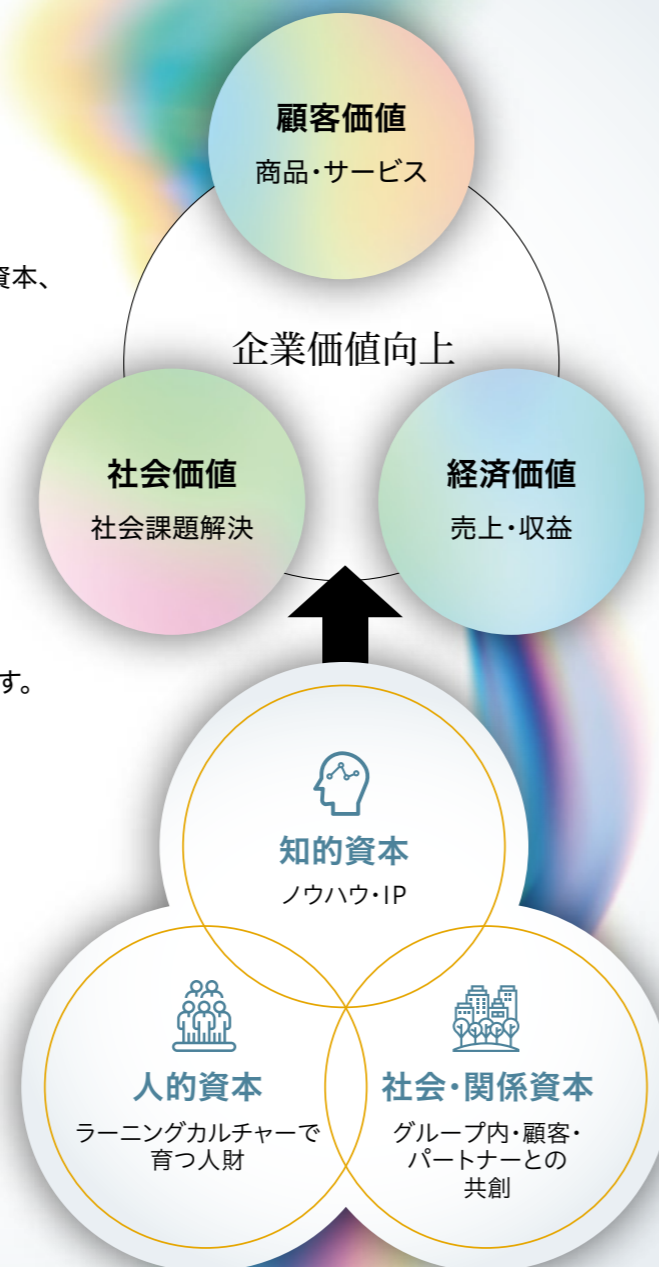 顧客価値
商品・サービス
資本、
企業価値向上
社会価値
社会課題解決
経済価値
売上・収益
す。
知的資本
ノウハウ・IP
人的資本
ラーニングカルチャーで
育つ人財
社会・関係資本
グループ内・顧客・
パートナーとの
共創